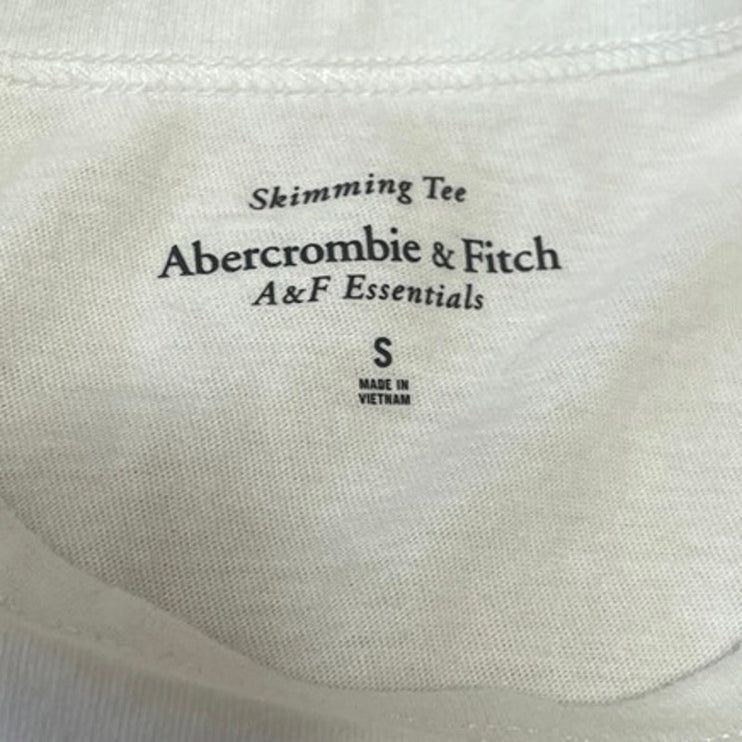 Skimming Tee
Abercrombie & Fitch
A&F Essentials
S
MADE IN
VIETNAM